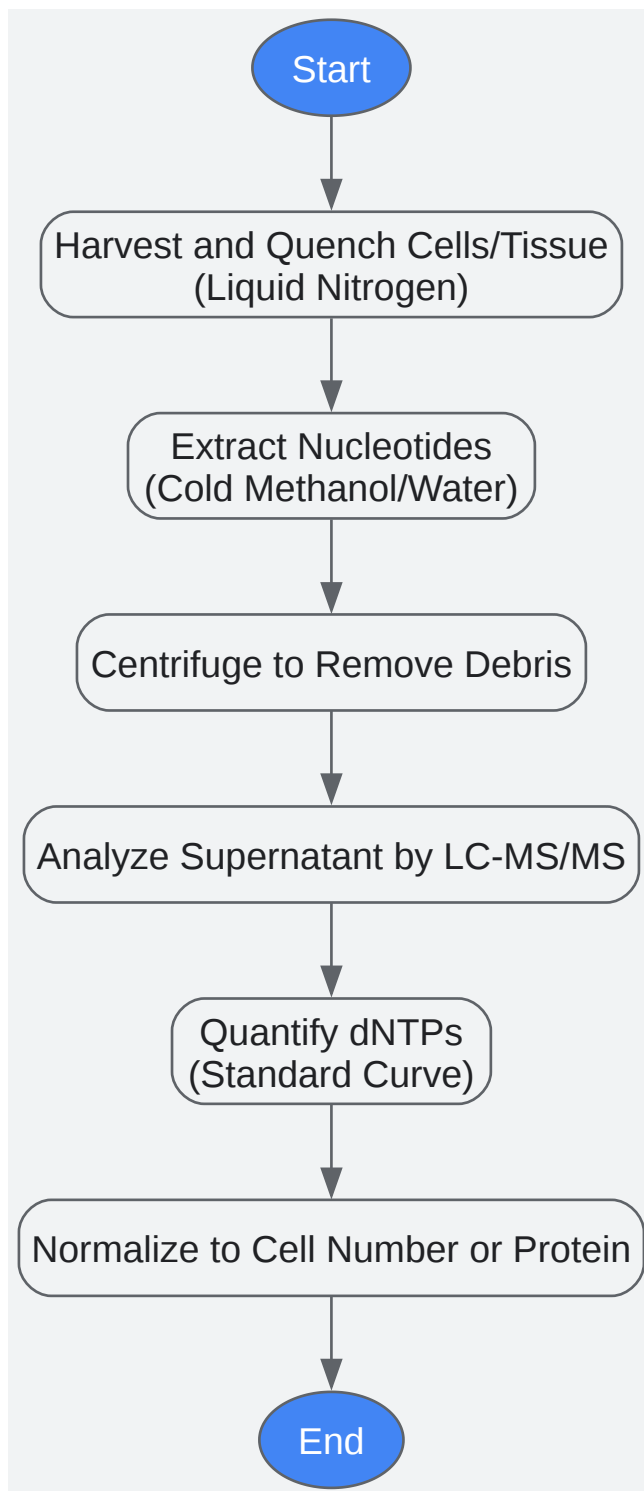 Start
Harvest and Quench Cells/Tissue
(Liquid Nitrogen)
Extract Nucleotides
(Cold Methanol/Water)
Centrifuge to Remove Debris
Analyze Supernatant by LC-MS/MS
Quantify dNTPs
(Standard Curve)
Normalize to Cell Number or Protein
End